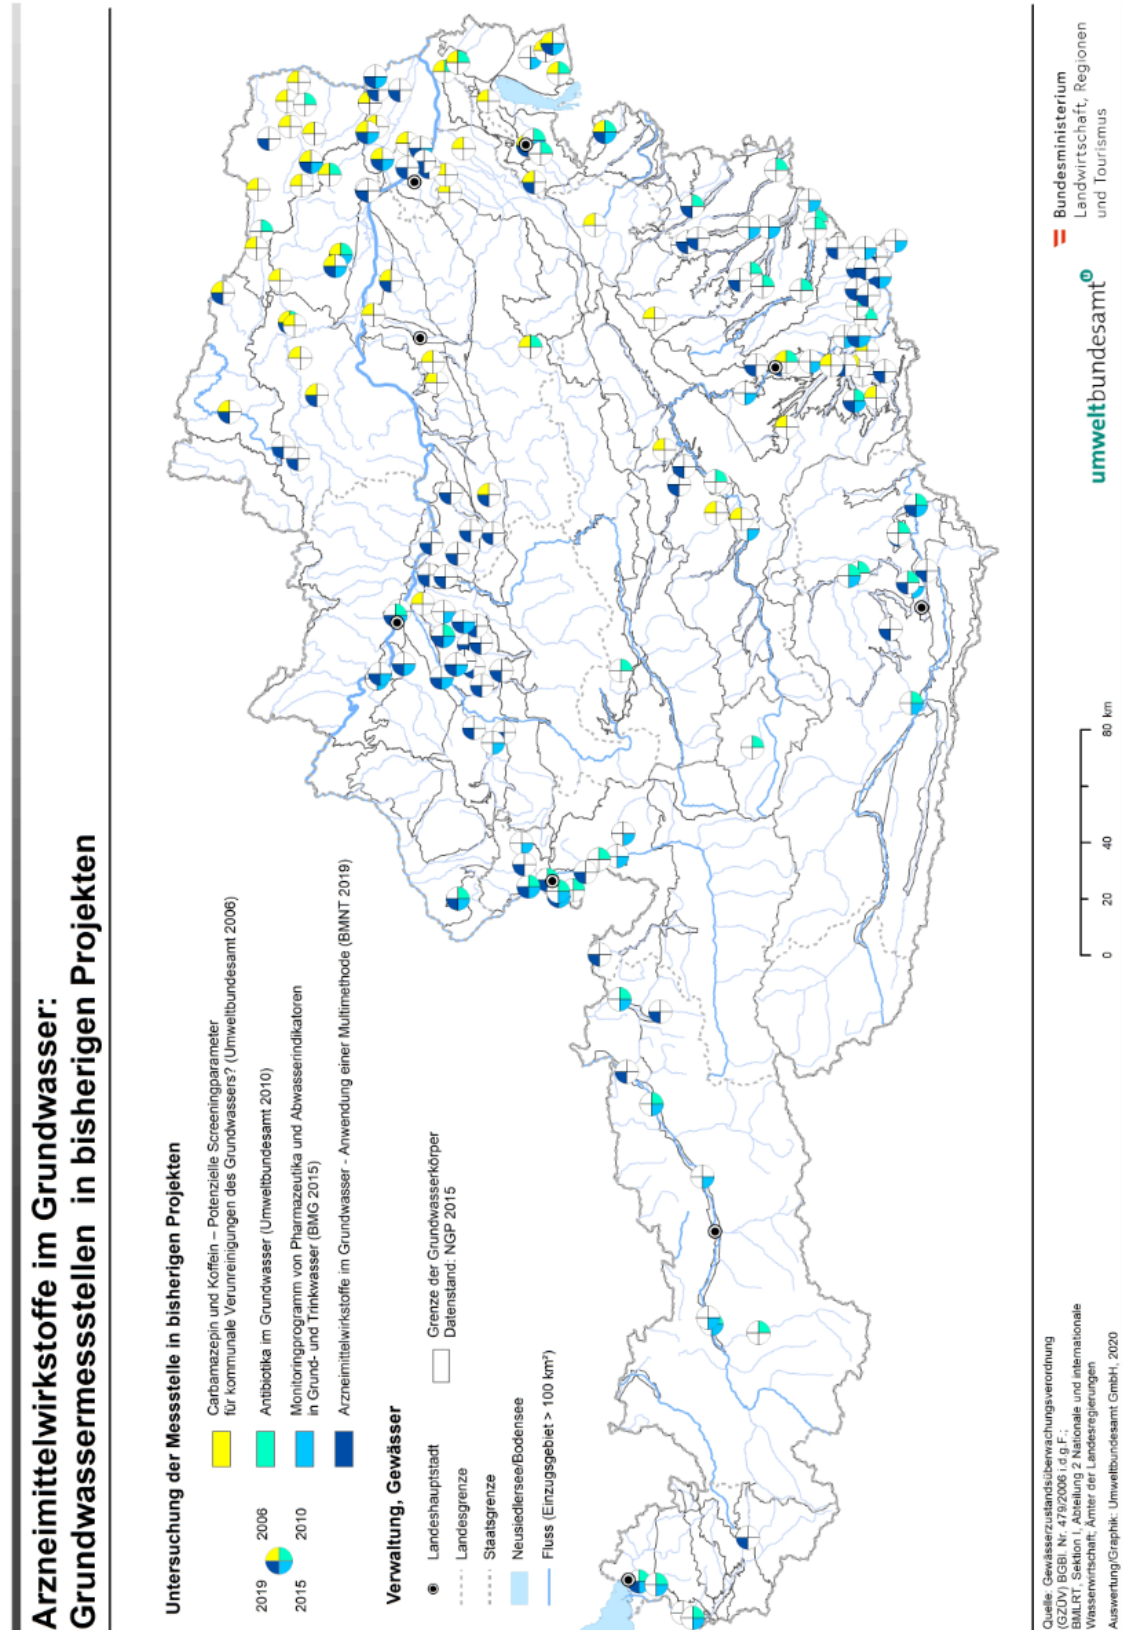 Arzneimittelwirkstoffe im Grundwasser:
Grundwassermessstellen in bisherigen Projekten
Untersuchung der Messstelle in bisherigen Projekten
2019 2006
2015 2010
Carbamazepin und Koffein – Potenzielle Screeningparameter
für kommunale Verunreinigungen des Grundwassers? (Umweltbundesamt 2006)
Antibiotika im Grundwasser (Umweltbundesamt 2010)
Monitoringprogramm von Pharmazeutika und Abwasserindikatoren
in Grund- und Trinkwasser (BMG 2015)
Arzneimittelwirkstoffe im Grundwasser - Anwendung einer Multimethode (BMNT 2019)
Verwaltung, Gewässer
Landeshauptstadt
Landesgrenze
Staatsgrenze
Neusiedlersee/Bodensee
Fluss (Einzugsgebiet > 100 km²)
Grenze der Grundwasserkörper
Datenstand: NGP 2015
0 20 40 80 km
Quelle: Gewässerzustandsüberwachungsverordnung
(GZÜV) BGBl. Nr. 479/2006 i.d.g.F.;
BMLRT, Sektion I, Abteilung 2 Nationale und internationale
Wasserwirtschaft; Ämter der Landesregierungen
Auswertung/Graphik: Umweltbundesamt GmbH, 2020
umweltbundesamt
Bundesministerium
Landwirtschaft, Regionen
und Tourismus